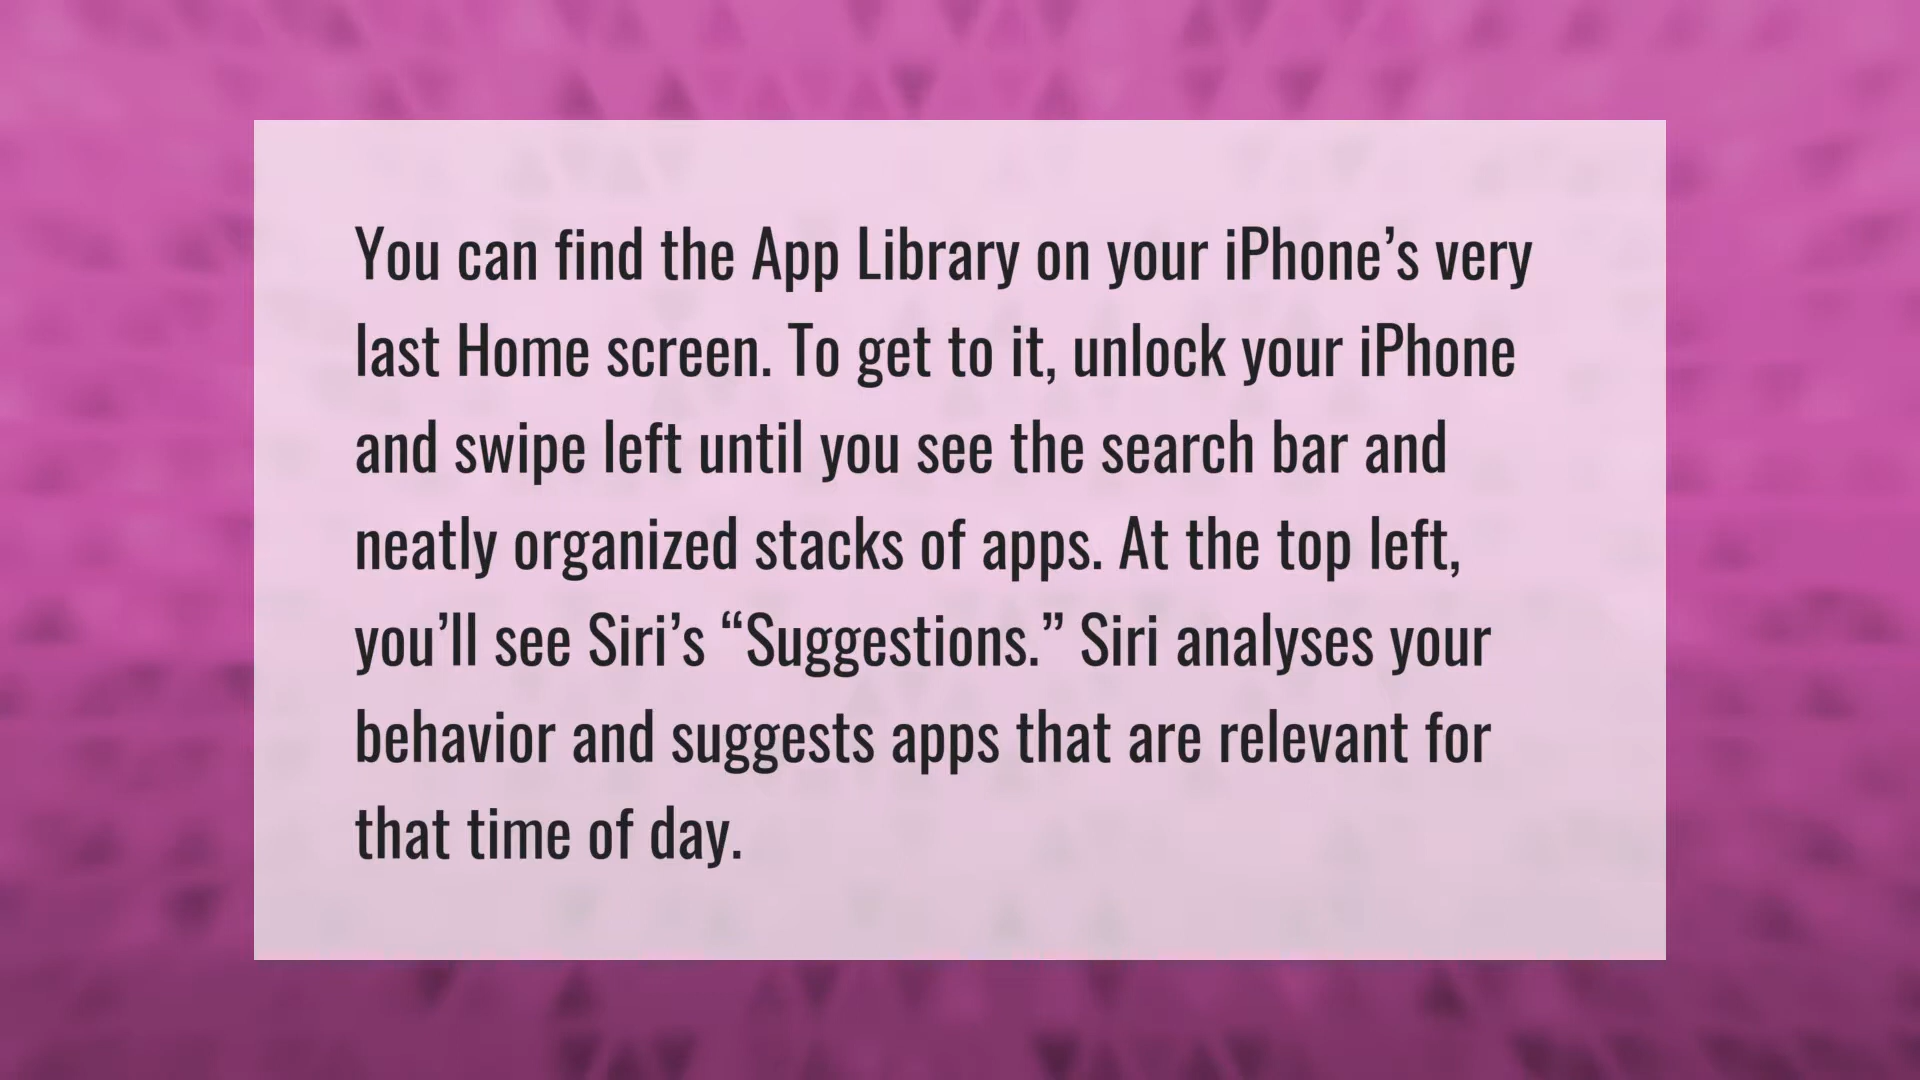 You can find the App Library on your iPhone’s very
last Home screen. To get to it, unlock your iPhone
and swipe left until you see the search bar and
neatly organized stacks of apps. At the top left,
you’ll see Siri’s “Suggestions.” Siri analyses your
behavior and suggests apps that are relevant for
that time of day.